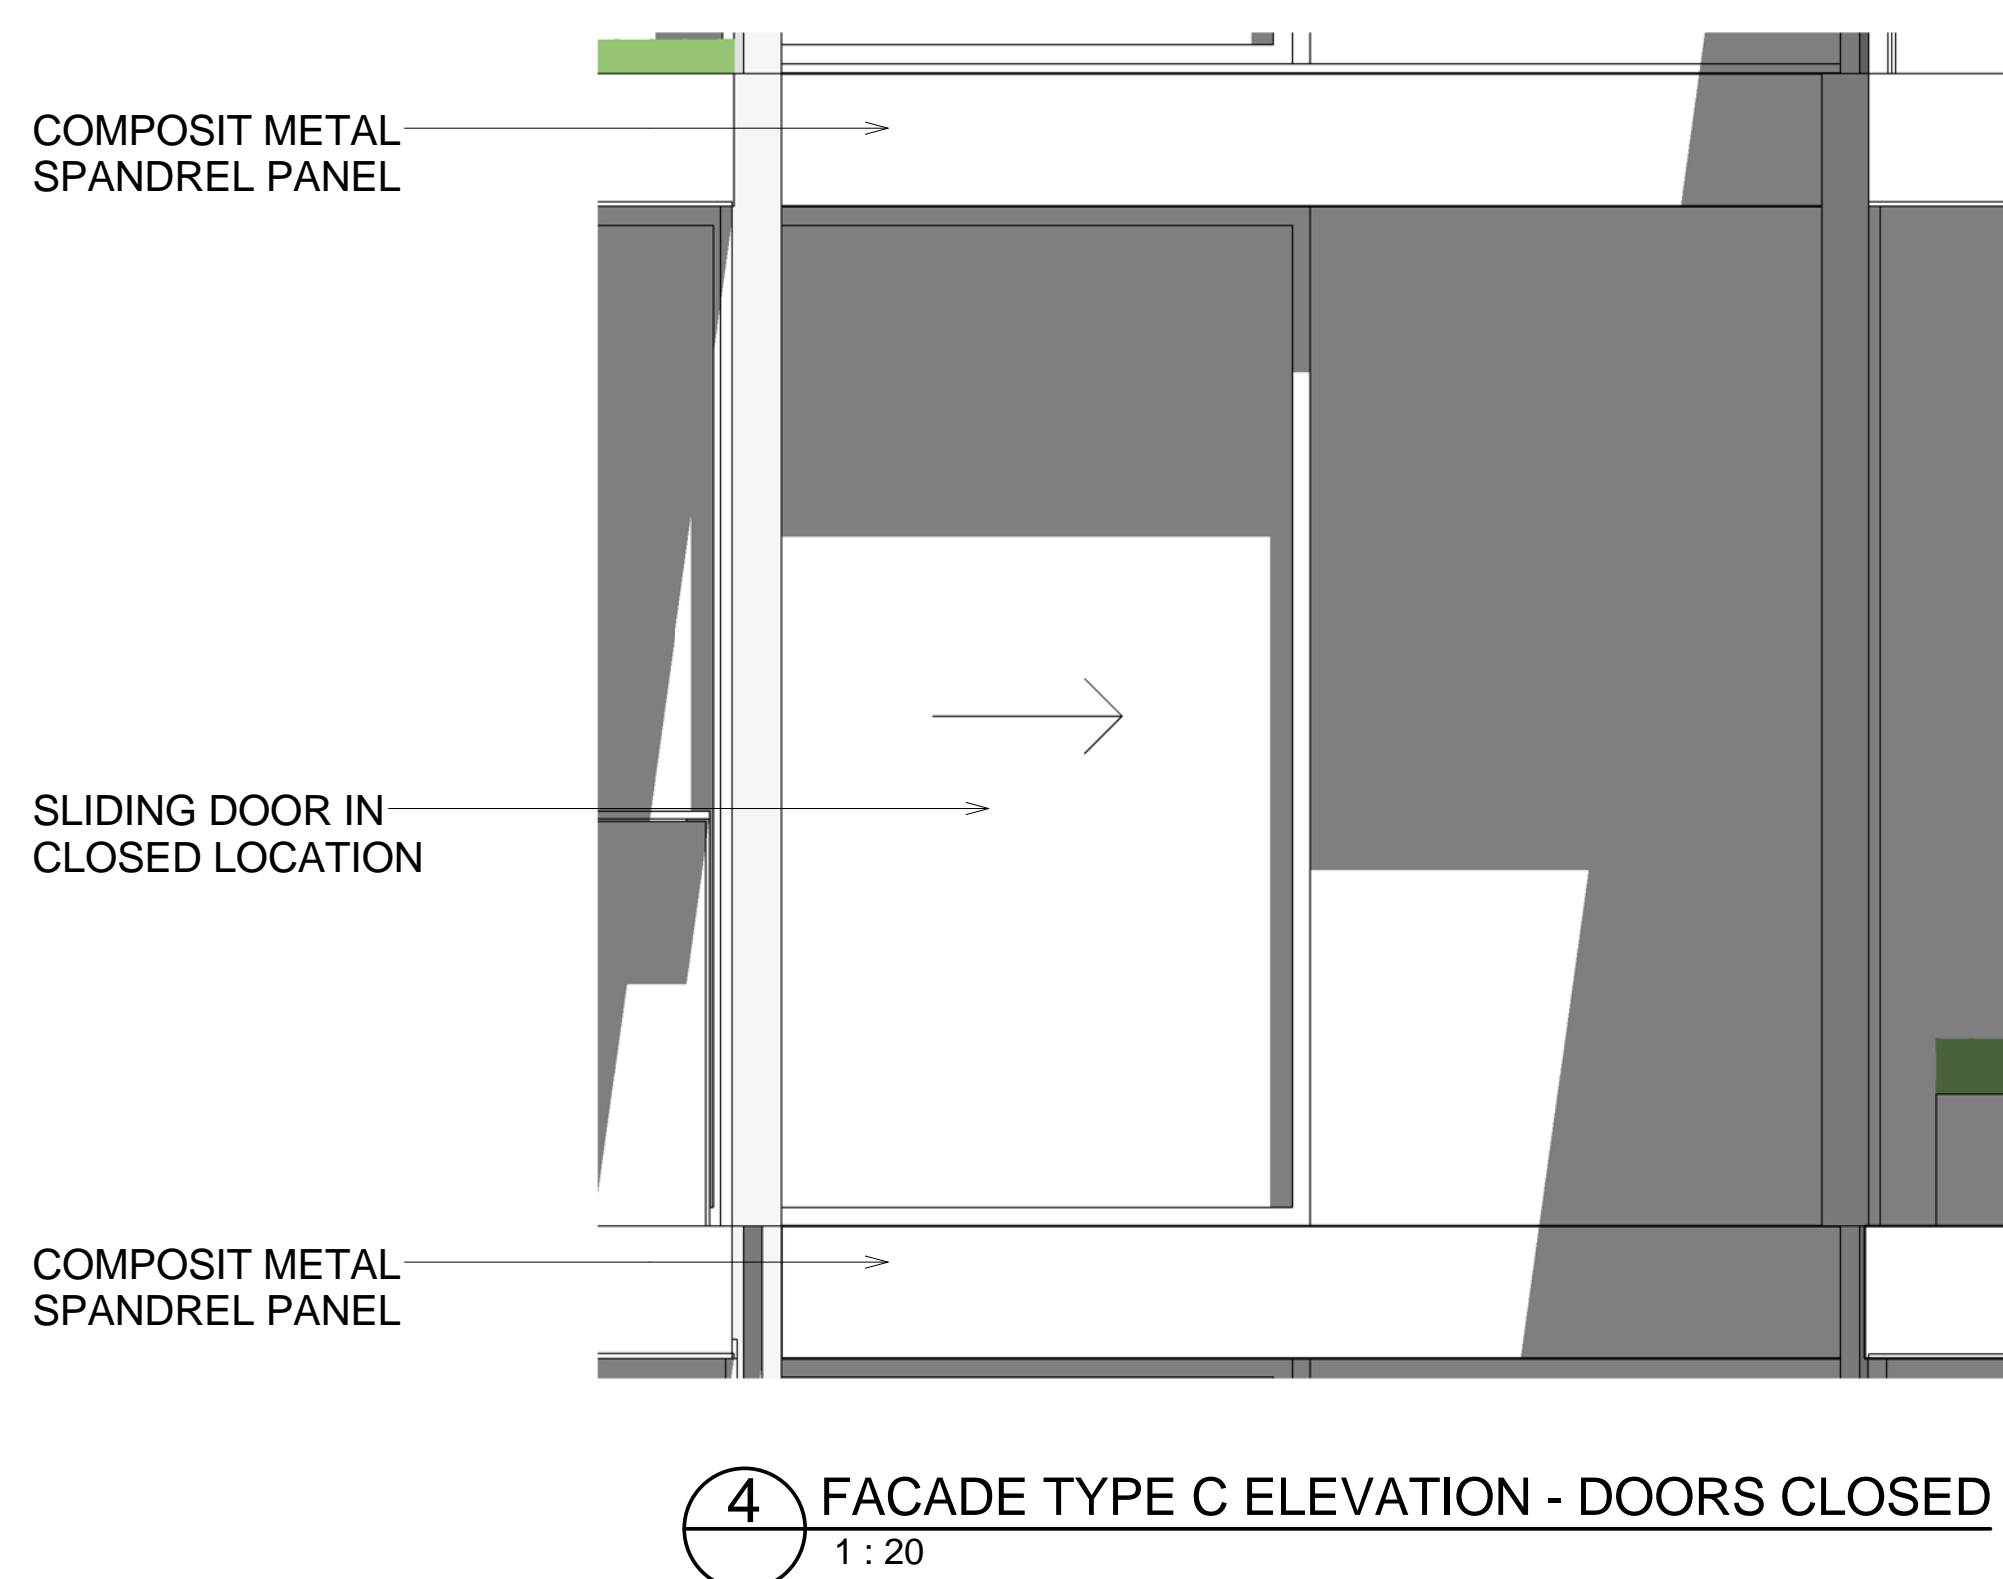 COMPOSIT METAL
SPANDREL PANEL
SLIDING DOOR IN
CLOSED LOCATION
COMPOSIT METAL
SPANDREL PANEL
4
FACADE TYPE C ELEVATION - DOORS CLOSED
1 : 20